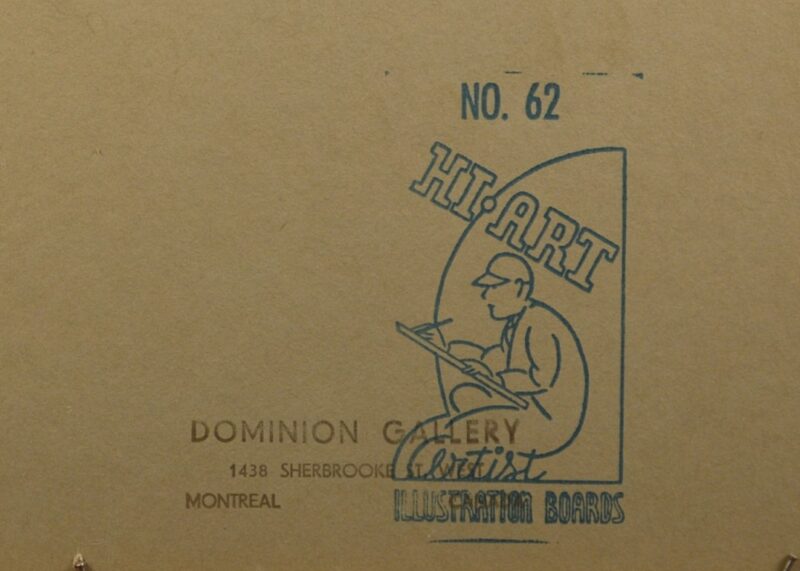 NO. 62
HI-ART
DOMINION GALLERY
1438 SHERBROOKE ST. WEST
Artist
MONTREAL
ILLUSTRATION BOARDS